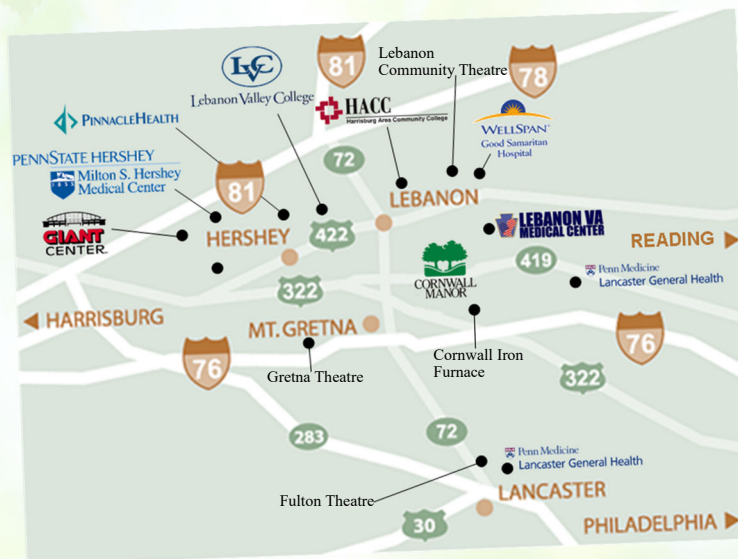 81
LVC
Lebanon Valley College
Lebanon
Community Theatre
78
HACC
Harrisburg Area Community College
PINNACLEHEALTH
WELLSPAN
Good Samaritan
Hospital
PENNSTATE HERSHEY
Milton S. Hershey
Medical Center
72
81
LEBANON
GIANT
CENTER
HERSHEY
422
LEBANON VA
MEDICAL CENTER
READING
419
CORNWALL
MANOR
Penn Medicine
Lancaster General Health
322
HARRISBURG
MT. GRETNA
76
76
Gretna Theatre
Cornwall Iron
Furnace
322
283
72
Penn Medicine
Lancaster General Health
Fulton Theatre
LANCASTER
30
PHILADELPHIA